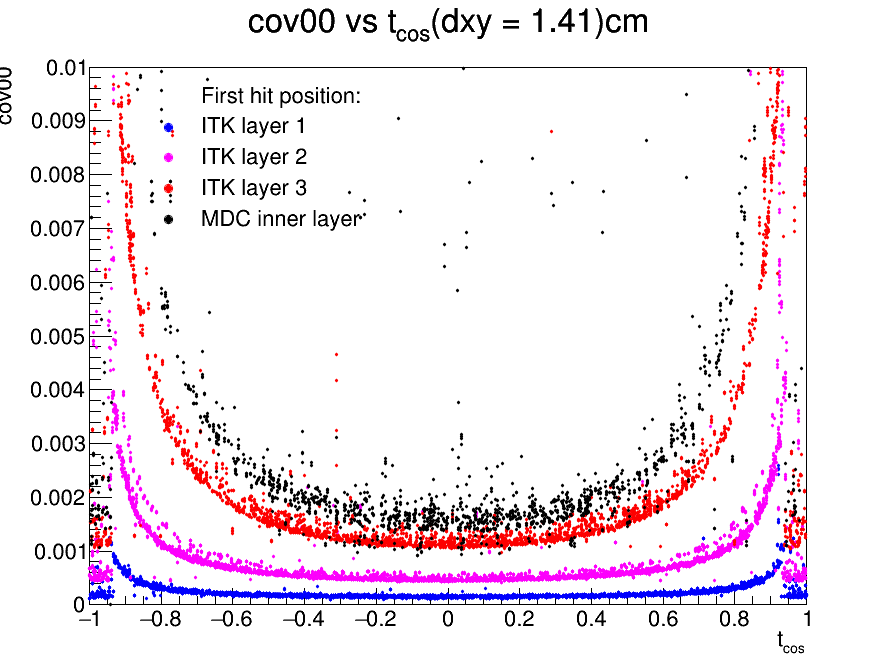 cov00 vs t_cos(dxy = 1.41)cm
cov00
0.01
0.009
0.008
0.007
0.006
0.005
0.004
0.003
0.002
0.001
0
First hit position:
ITK layer 1
ITK layer 2
ITK layer 3
MDC inner layer
−1 −0.8 −0.6 −0.4 −0.2 0 0.2 0.4 0.6 0.8 1
t_cos